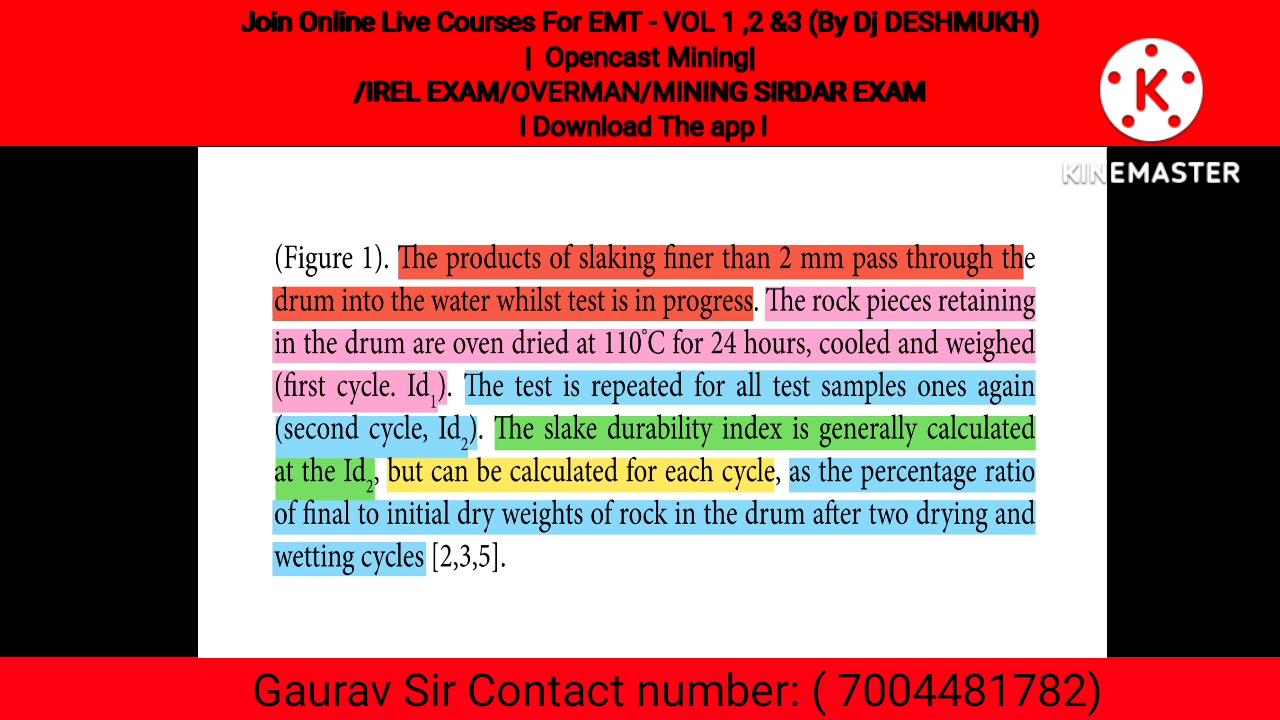 Join Online Live Courses For EMT - VOL 1 ,2 &3 (By Dj DESHMUKH)
| Opencast Mining|
/IREL EXAM/OVERMAN/MINING SIRDAR EXAM
l Download The app l
K
KINEMASTER
(Figure 1). The products of slaking finer than 2 mm pass through the
drum into the water whilst test is in progress. The rock pieces retaining
in the drum are oven dried at 110°C for 24 hours, cooled and weighed
(first cycle. Id₁). The test is repeated for all test samples ones again
(second cycle, Id₂). The slake durability index is generally calculated
at the Id₂, but can be calculated for each cycle, as the percentage ratio
of final to initial dry weights of rock in the drum after two drying and
wetting cycles [2,3,5].
Gaurav Sir Contact number: ( 7004481782)